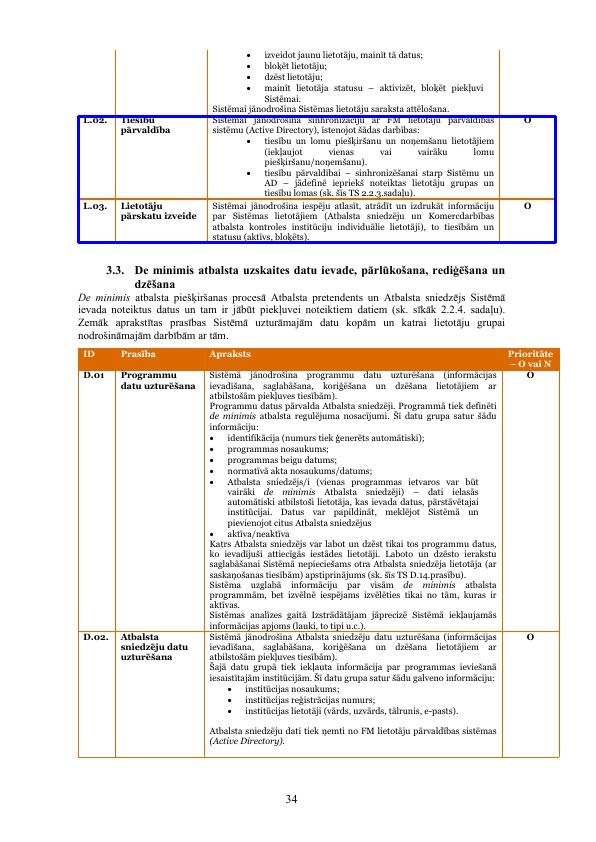 • izveidot jaunu lietotāju, mainīt tā datus;
• bloķēt lietotāju;
• dzēst lietotāju;
• mainīt lietotāja statusu – aktivizēt, bloķēt piekļuvi
Sistēmai.
Sistēmai jānodrošina Sistēmas lietotāju saraksta attēlošana.
L.02. Tiesību Sistēmai jānodrošina sinhronizāciju ar FM lietotāju pārvaldības O
pārvaldība sistēmu (Active Directory), īstenojot šādas darbības:
• tiesību un lomu piešķiršanu un noņemšanu lietotājiem
(iekļaujot vienas vai vairāku lomu
piešķiršanu/noņemšanu).
• tiesību pārvaldībai – sinhronizēšanai starp Sistēmu un
AD – jādefinē iepriekš noteiktas lietotāju grupas un
tiesību lomas (sk. šīs TS 2.2.3.sadaļu).
L.03. Lietotāju Sistēmai jānodrošina iespēju atlasīt, atrādīt un izdrukāt informāciju O
pārskatu izveide par Sistēmas lietotājiem (Atbalsta sniedzēju un Komercdarbības
atbalsta kontroles institūciju individuālie lietotāji), to tiesībām un
statusu (aktīvs, bloķēts).
3.3. De minimis atbalsta uzskaites datu ievade, pārlūkošana, rediģēšana un
dzēšana
De minimis atbalsta piešķiršanas procesā Atbalsta pretendents un Atbalsta sniedzējs Sistēmā
ievada noteiktus datus un tam ir jābūt piekļuvei noteiktiem datiem (sk. sīkāk 2.2.4. sadaļu).
Zemāk aprakstītas prasības Sistēmā uzturāmajām datu kopām un katrai lietotāju grupai
nodrošināmajām darbībām ar tām.
ID Prasība Apraksts Prioritāte
– O vai N
D.01 Programmu Sistēmā jānodrošina programmu datu uzturēšana (informācijas O
datu uzturēšana ievadīšana, saglabāšana, koriģēšana un dzēšana lietotājiem ar
atbilstošām piekļuves tiesībām).
Programmu datus pārvalda Atbalsta sniedzēji. Programmā tiek definēti
de minimis atbalsta regulējuma nosacījumi. Šī datu grupa satur šādu
informāciju:
• identifikācija (numurs tiek ģenerēts automātiski);
• programmas nosaukums;
• programmas beigu datums;
• normatīvā akta nosaukums/datums;
• Atbalsta sniedzējs/i (vienas programmas ietvaros var būt
vairāki de minimis Atbalsta sniedzēji) – dati ielasās
automātiski atbilstoši lietotāja, kas ievada datus, pārstāvētajai
institūcijai. Datus var papildināt, meklējot Sistēmā un
pievienojot citus Atbalsta sniedzējus
• aktīva/neaktīva
Katrs Atbalsta sniedzējs var labot un dzēst tikai tos programmu datus,
ko ievadījuši attiecīgās iestādes lietotāji. Laboto un dzēsto ierakstu
saglabāšanai Sistēmā nepieciešams otra Atbalsta sniedzēja lietotāja (ar
saskaņošanas tiesībām) apstiprinājums (sk. šīs TS D.14.prasību).
Sistēma uzglabā informāciju par visām de minimis atbalsta
programmām, bet izvēlnē iespējams izvēlēties tikai no tām, kuras ir
aktīvas.
Sistēmas analīzes gaitā Izstrādātājam jāprecizē Sistēmā iekļaujamās
informācijas apjoms (lauki, to tipi u.c.).
D.02. Atbalsta Sistēmā jānodrošina Atbalsta sniedzēju datu uzturēšana (informācijas O
sniedzēju datu ievadīšana, saglabāšana, koriģēšana un dzēšana lietotājiem ar
uzturēšana atbilstošām piekļuves tiesībām).
Šajā datu grupā tiek iekļauta informācija par programmas ieviešanā
iesaistītajām institūcijām. Šī datu grupa satur šādu galveno informāciju:
• institūcijas nosaukums;
• institūcijas reģistrācijas numurs;
• institūcijas lietotāji (vārds, uzvārds, tālrunis, e-pasts).
Atbalsta sniedzēju dati tiek ņemti no FM lietotāju pārvaldības sistēmas
(Active Directory).
34